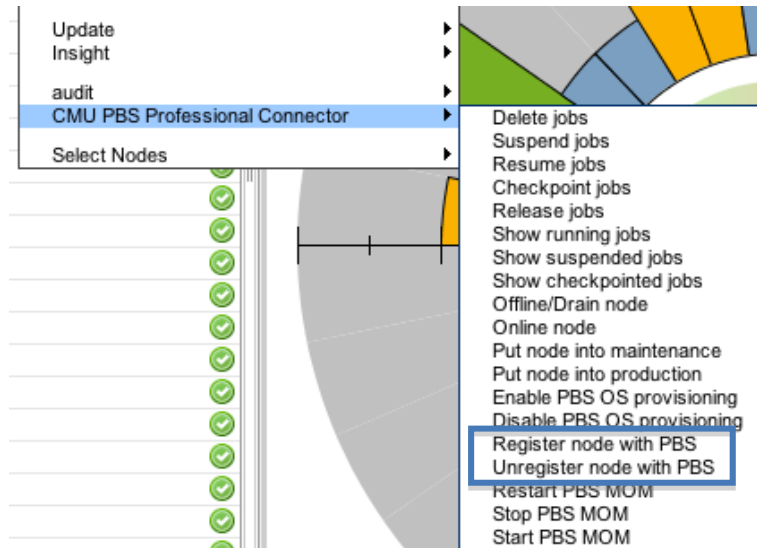 Update
Insight
audit
CMU PBS Professional Connector
Select Nodes
Delete jobs
Suspend jobs
Resume jobs
Checkpoint jobs
Release jobs
Show running jobs
Show suspended jobs
Show checkpointed jobs
Offline/Drain node
Online node
Put node into maintenance
Put node into production
Enable PBS OS provisioning
Disable PBS OS provisioning
Register node with PBS
Unregister node with PBS
Restart PBS MOM
Stop PBS MOM
Start PBS MOM